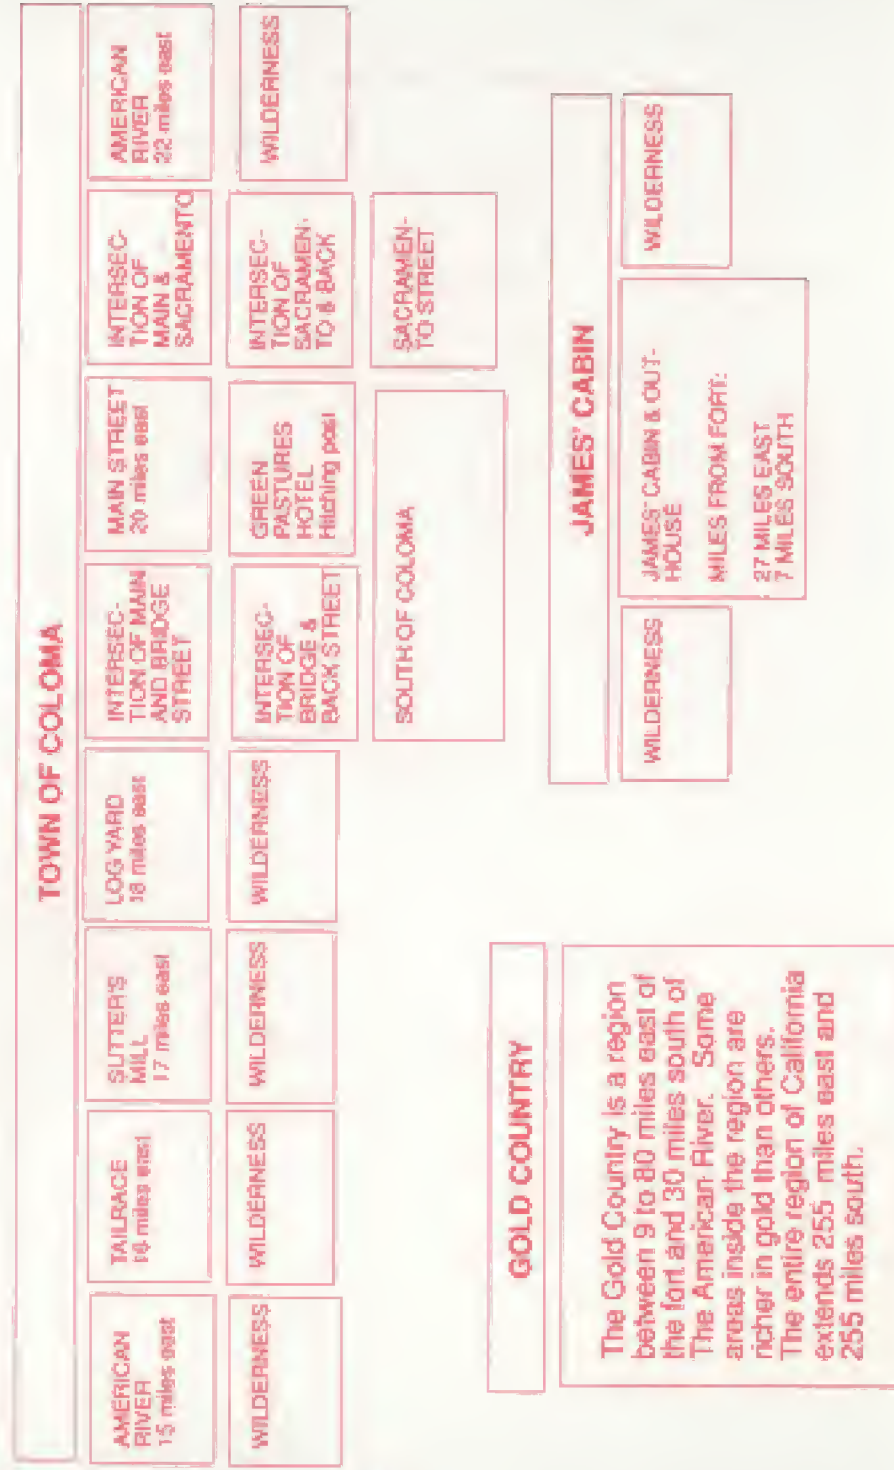 TOWN OF COLOMA
AMERICAN
RIVER
15 miles east
TAILRACE
16 miles east
SUTTER'S
MILL
17 miles east
LOG YARD
18 miles east
INTERSEC-
TION OF MAIN
AND BRIDGE
STREET
MAIN STREET
20 miles east
INTERSEC-
TION OF
MAIN &
SACRAMENTO
AMERICAN
RIVER
22 miles east
WILDERNESS
WILDERNESS
WILDERNESS
WILDERNESS
INTERSEC-
TION OF
BRIDGE &
BACK STREET
GREEN
PASTURES
HOTEL
Hitching post
INTERSEC-
TION OF
SACRAMEN-
TO & BACK
WILDERNESS
SOUTH OF COLOMA
SACRAMEN-
TO STREET
GOLD COUNTRY
The Gold Country is a region
between 9 to 80 miles east of
the fort and 30 miles south of
The American River. Some
areas inside the region are
richer in gold than others.
The entire region of California
extends 255 miles east and
255 miles south.
JAMES' CABIN
WILDERNESS
JAMES' CABIN & OUT-
HOUSE
MILES FROM FORT:
27 MILES EAST
7 MILES SOUTH
WILDERNESS